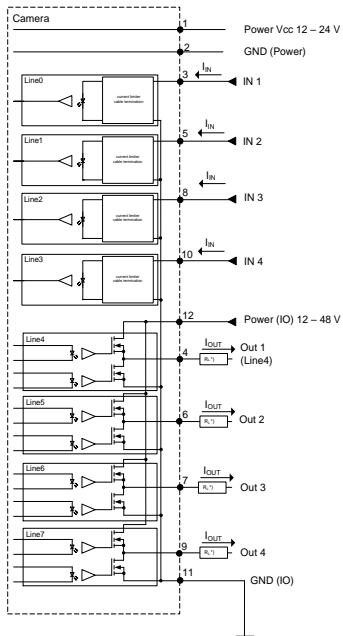 Camera
1
Power Vcc 12 – 24 V
2
GND (Power)
Line0
current limiter
cable termination
3
IIN
IN 1
Line1
current limiter
cable termination
5
IIN
IN 2
Line2
current limiter
cable termination
8
IIN
IN 3
Line3
current limiter
cable termination
10
IIN
IN 4
12
Power (IO) 12 – 48 V
Line4
4
IOUT
RL *)
Out 1
(Line4)
Line5
6
IOUT
RL *)
Out 2
Line6
7
IOUT
RL *)
Out 3
Line7
9
IOUT
RL *)
Out 4
11
GND (IO)